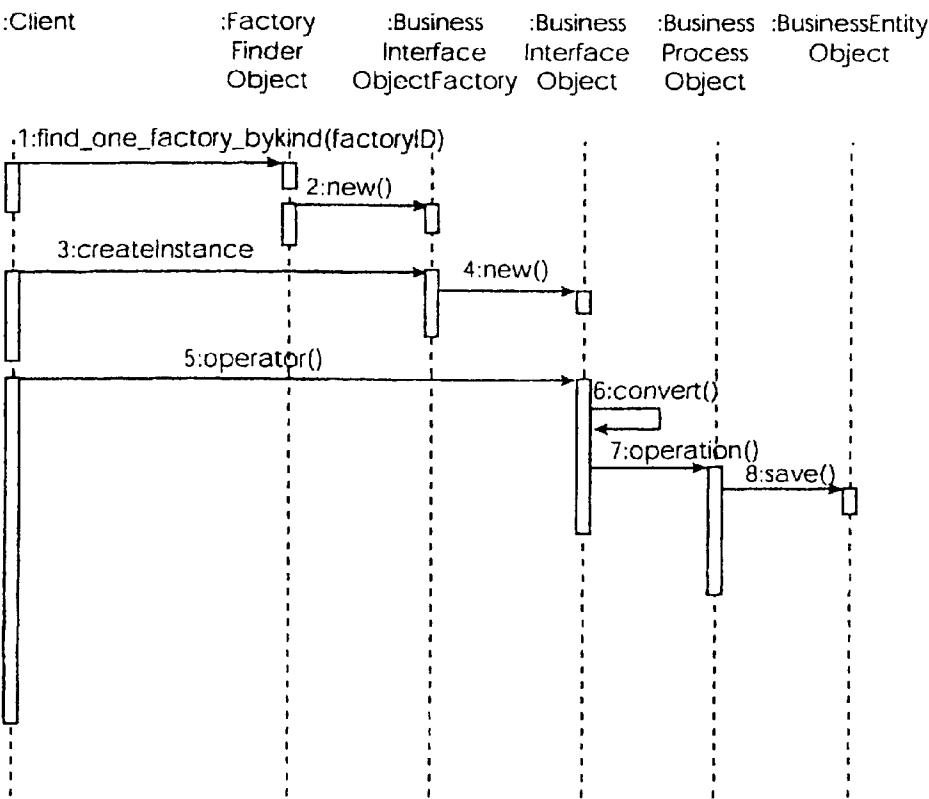 :Client
:Factory
Finder
Object
:Business
Interface
ObjectFactory
:Business
Interface
Object
:Business
Process
Object
:BusinessEntity
Object
1:find_one_factory_bykind(factoryID)
2:new()
3:createInstance
4:new()
5:operator()
6:convert()
7:operation()
8:save()